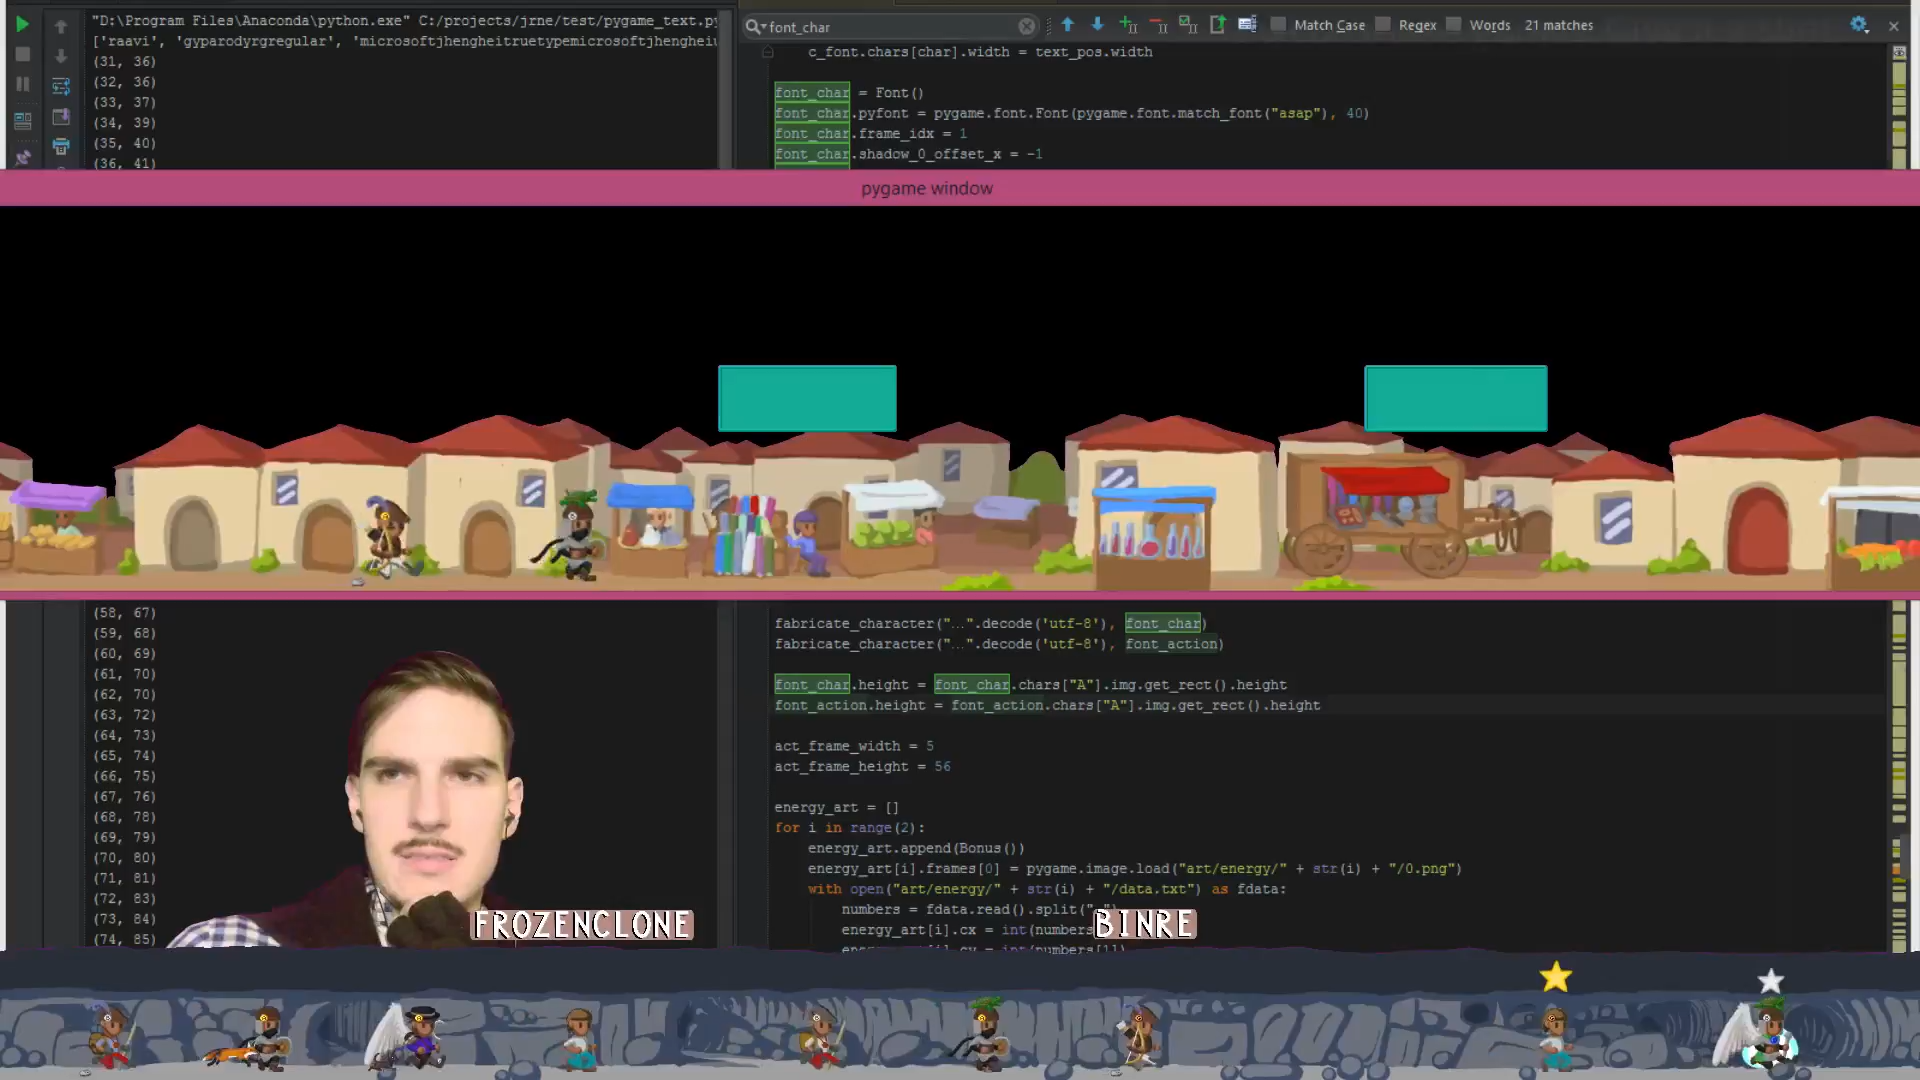 "D:\Program Files\Anaconda\python.exe" C:/projects/jrne/test/pygame_text.py
['raavi', 'gyparodyrgregular', 'microsoftjhengheitruetypemicrosoftjhengheiu
(31, 36)
(32, 36)
(33, 37)
(34, 39)
(35, 40)
(36, 41)
font_char
Match Case
Regex
Words
21 matches
c_font.chars[char].width = text_pos.width
font_char = Font()
font_char.pyfont = pygame.font.Font(pygame.font.match_font("asap"), 40)
font_char.frame_idx = 1
font_char.shadow_0_offset_x = -1
pygame window
(58, 67)
(59, 68)
(60, 69)
(61, 70)
(62, 70)
(63, 72)
(64, 73)
(65, 74)
(66, 75)
(67, 76)
(68, 78)
(69, 79)
(70, 80)
(71, 81)
(72, 83)
(73, 84)
(74, 85)
fabricate_character("…".decode('utf-8'), font_char)
fabricate_character("…".decode('utf-8'), font_action)
font_char.height = font_char.chars["A"].img.get_rect().height
font_action.height = font_action.chars["A"].img.get_rect().height
act_frame_width = 5
act_frame_height = 56
energy_art = []
for i in range(2):
energy_art.append(Bonus())
energy_art[i].frames[0] = pygame.image.load("art/energy/" + str(i) + "/0.png")
with open("art/energy/" + str(i) + "/data.txt") as fdata:
numbers = fdata.read().split("
energy_art[i].cx = int(numbers
energy_art[i].cy = int(numbers[1])
FROZENCLONE
BINRE